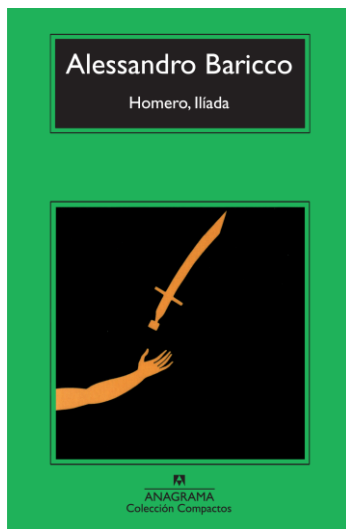 Alessandro Baricco
Homero, Ilíada
ANAGRAMA
Colección Compactos